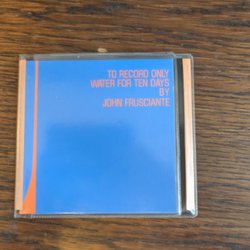 TO RECORD ONLY
WATER FOR TEN DAYS
BY
JOHN FRUSCIANTE